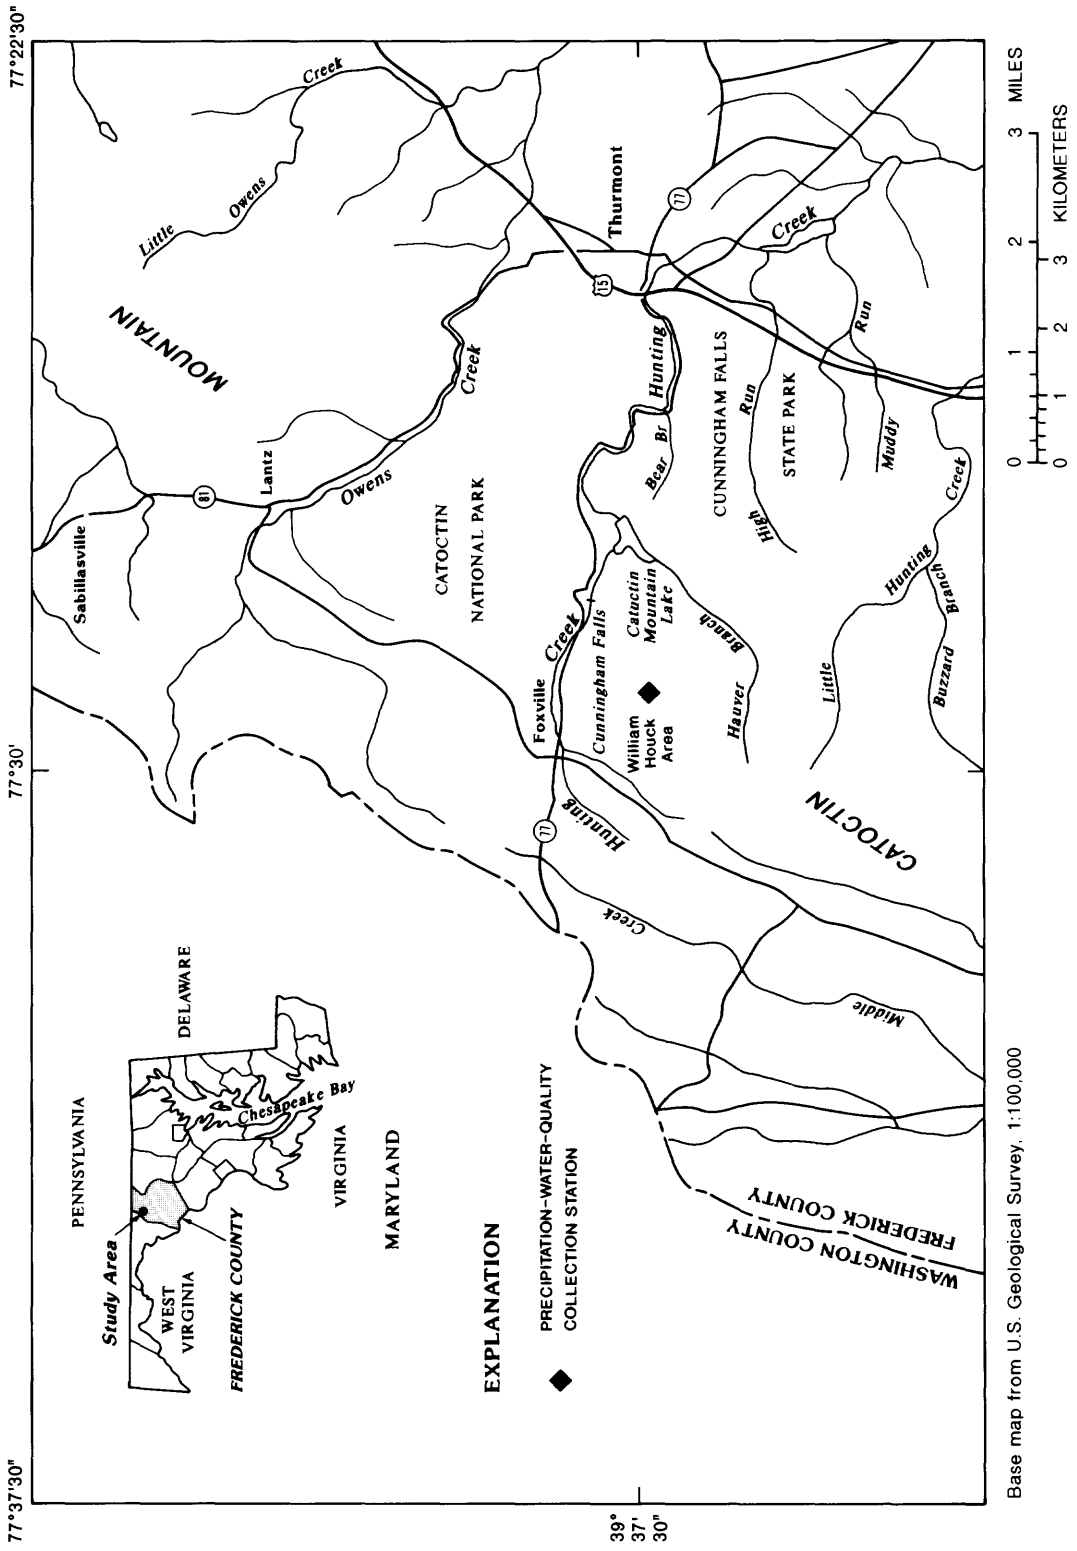 77°37'30"
77°30'
77°22'30"
39°
37'
30"
PENNSYLVANIA
Study Area
WEST
VIRGINIA
FREDERICK COUNTY
DELAWARE
Chesapeake Bay
VIRGINIA
MARYLAND
EXPLANATION
PRECIPITATION-WATER-QUALITY
COLLECTION STATION
WASHINGTON COUNTY
FREDERICK COUNTY
Sabillasville
81
Lantz
MOUNTAIN
Little
Owens
Creek
Owens
Creek
CATOCTIN
NATIONAL PARK
Thurmont
15
77
Foxville
77
Hunting
Creek
Cunningham Falls
Catuctin
Mountain
Lake
William
Houck
Area
Hauver
Branch
Bear Br
Hunting
Creek
CUNNINGHAM FALLS
STATE PARK
High
Run
Muddy
Run
Little
Hunting
Creek
Buzzard
Branch
CATOCTIN
Creek
Middle
Base map from U.S. Geological Survey, 1:100,000
0 1 2 3 MILES
0 1 2 3 KILOMETERS